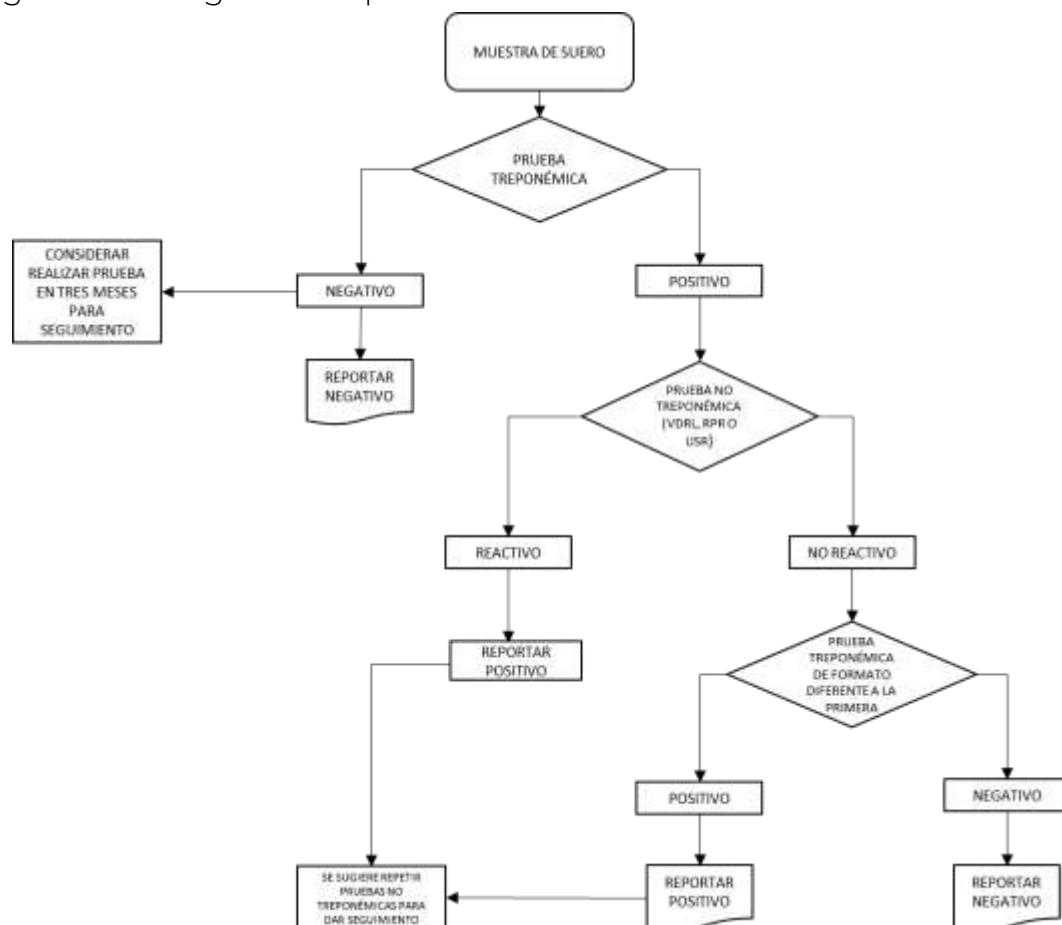 MUESTRA DE SUERO
PRUEBA
TREPONÉMICA
CONSIDERAR
REALIZAR PRUEBA
EN TRES MESES
PARA
SEGUIMIENTO
NEGATIVO
POSITIVO
REPORTAR
NEGATIVO
PRUEBA NO
TREPONÉMICA
(VDRL, RPR O
USR)
REACTIVO
NO REACTIVO
REPORTAR
POSITIVO
PRUEBA
TREPONÉMICA
DE FORMATO
DIFERENTE A LA
PRIMERA
POSITIVO
NEGATIVO
SE SUGIERE REPETIR
PRUEBAS NO
TREPONÉMICAS PARA
DAR SEGUIMIENTO
REPORTAR
POSITIVO
REPORTAR
NEGATIVO